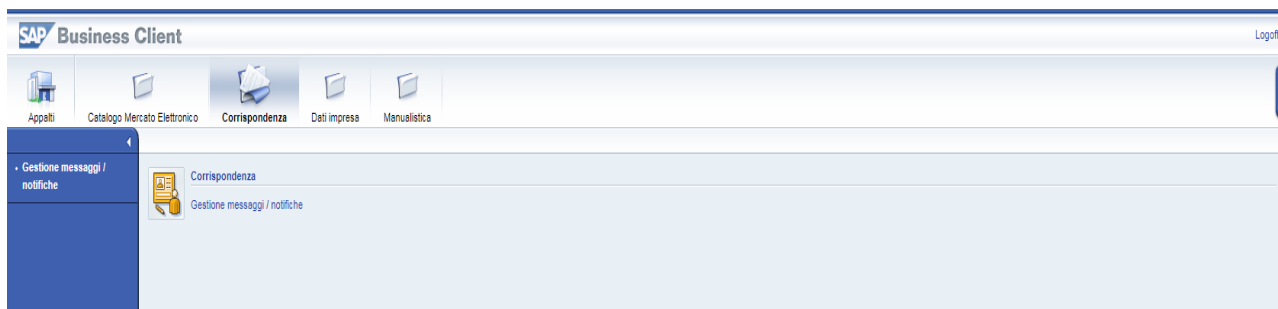 SAP Business Client
Logoff
Appalti
Catalogo Mercato Elettronico
Corrispondenza
Dati impresa
Manualistica
Gestione messaggi /
notifiche
Corrispondenza
Gestione messaggi / notifiche